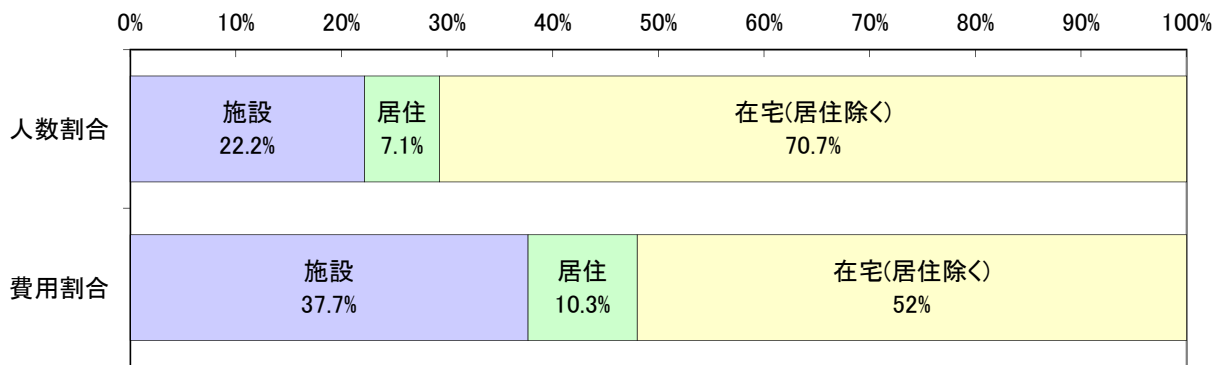 0% 10% 20% 30% 40% 50% 60% 70% 80% 90% 100%
人数割合
施設
22.2%
居住
7.1%
在宅(居住除く)
70.7%
費用割合
施設
37.7%
居住
10.3%
在宅(居住除く)
52%